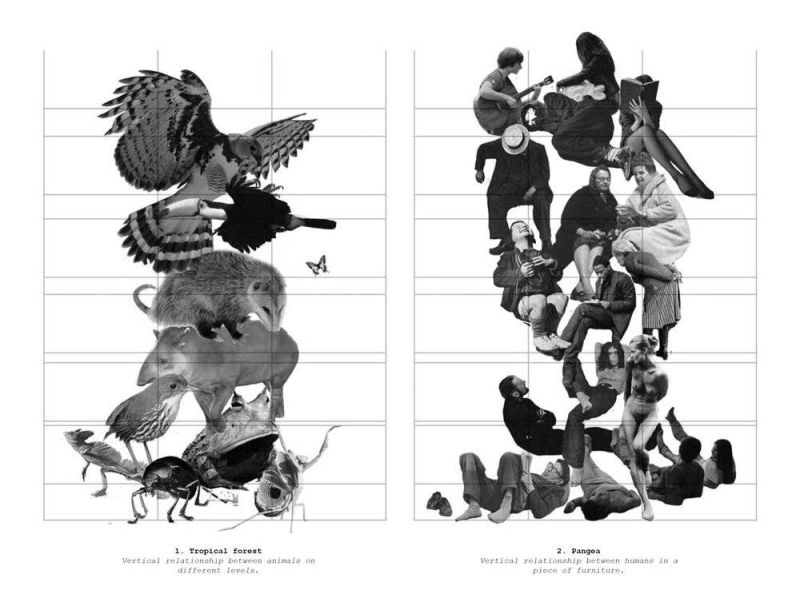 1. Tropical forest
Vertical relationship between animals on
different levels.
2. Pangea
Vertical relationship between humans in a
piece of furniture.